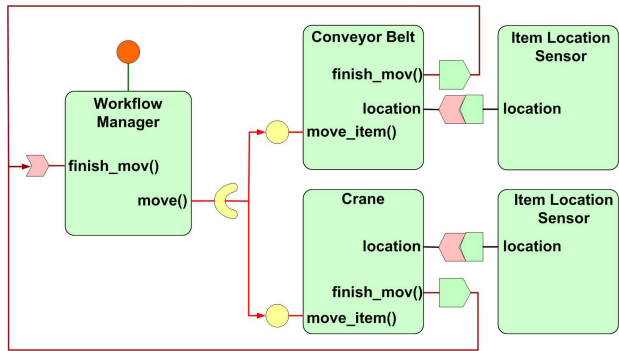 Workflow
Manager
finish_mov()
move()
Conveyor Belt
finish_mov()
location
move_item()
Item Location
Sensor
location
Crane
location
finish_mov()
move_item()
Item Location
Sensor
location